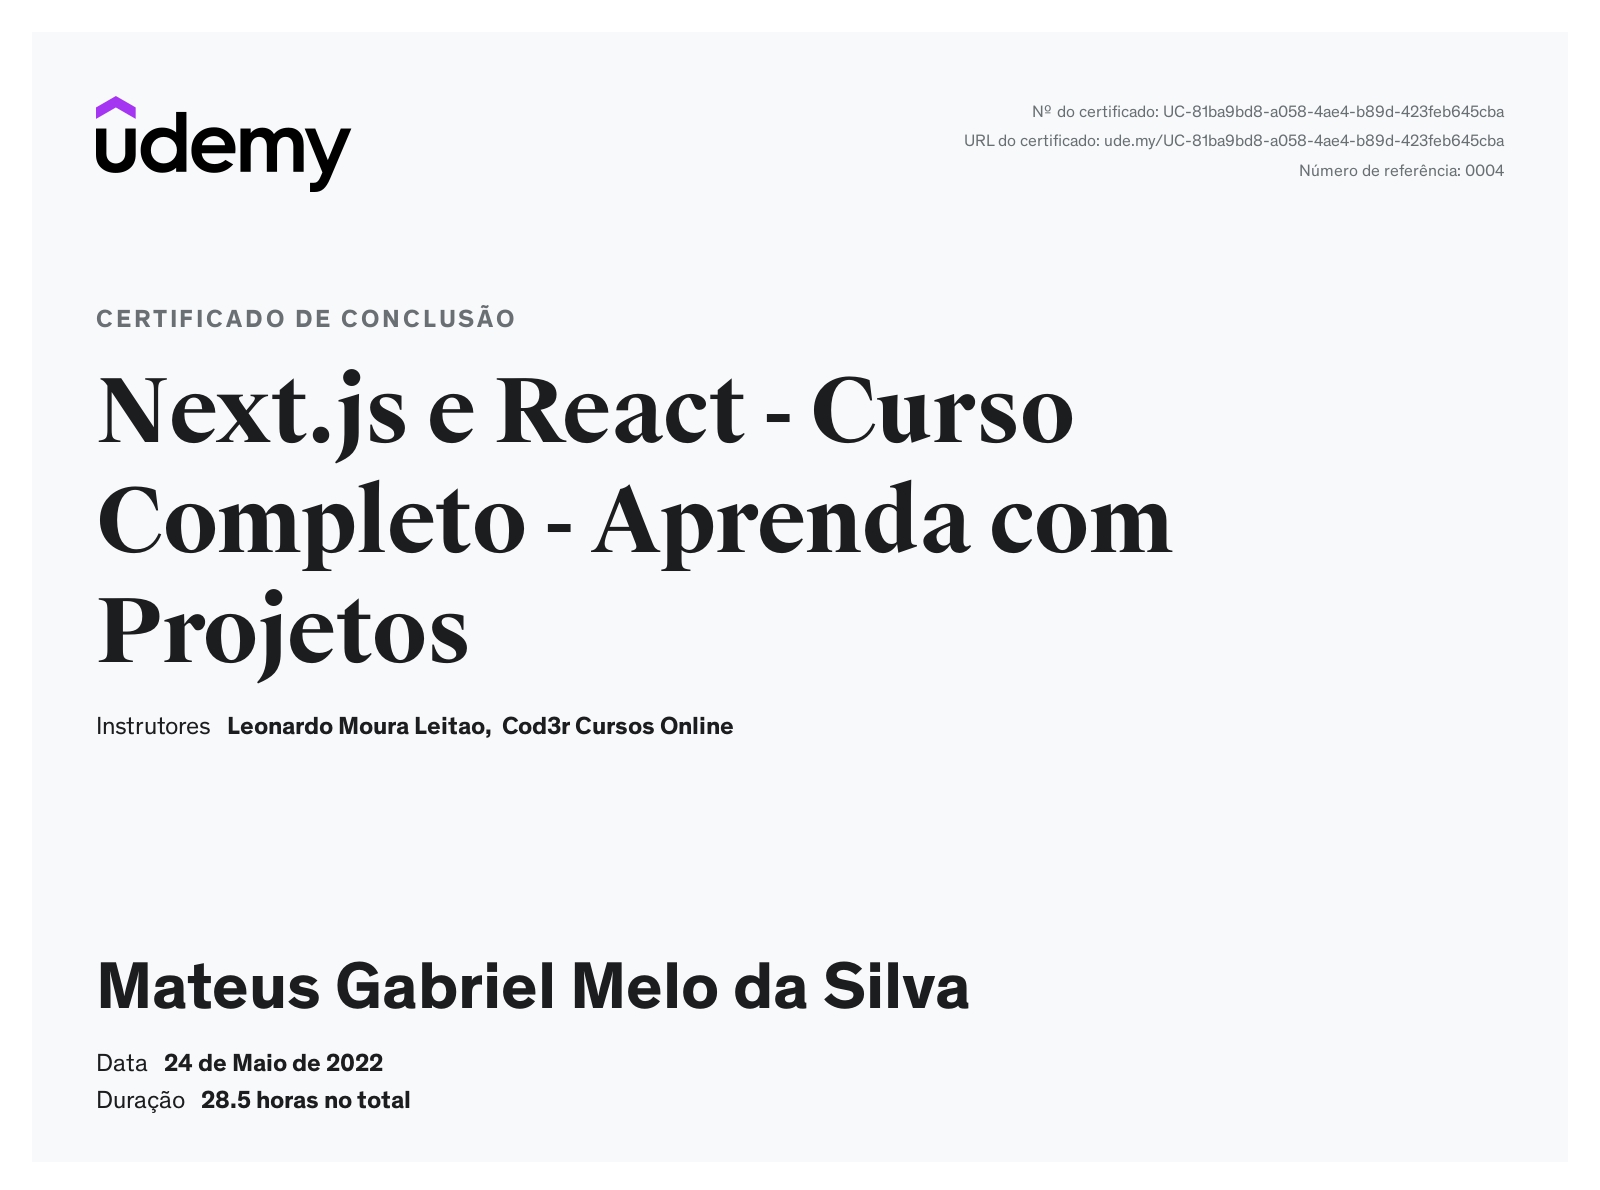 udemy
Nº do certificado: UC-81ba9bd8-a058-4ae4-b89d-423feb645cba
URL do certificado: ude.my/UC-81ba9bd8-a058-4ae4-b89d-423feb645cba
Número de referência: 0004
CERTIFICADO DE CONCLUSÃO
Next.js e React - Curso
Completo - Aprenda com
Projetos
Instrutores Leonardo Moura Leitao, Cod3r Cursos Online
Mateus Gabriel Melo da Silva
Data 24 de Maio de 2022
Duração 28.5 horas no total